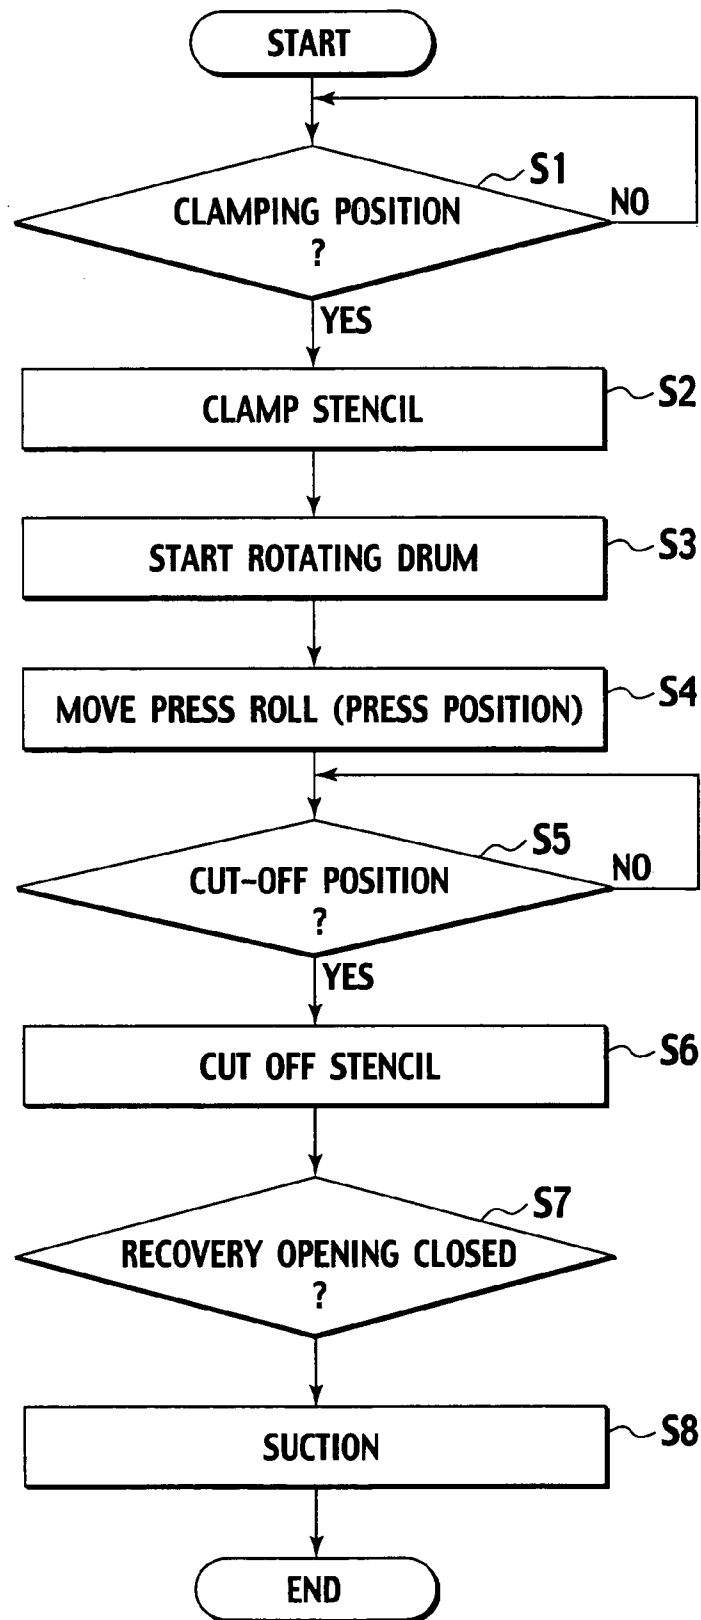 START
S1
CLAMPING POSITION
?
NO
YES
CLAMP STENCIL
S2
START ROTATING DRUM
S3
MOVE PRESS ROLL (PRESS POSITION)
S4
S5
CUT-OFF POSITION
?
NO
YES
CUT OFF STENCIL
S6
S7
RECOVERY OPENING CLOSED
?
SUCTION
S8
END